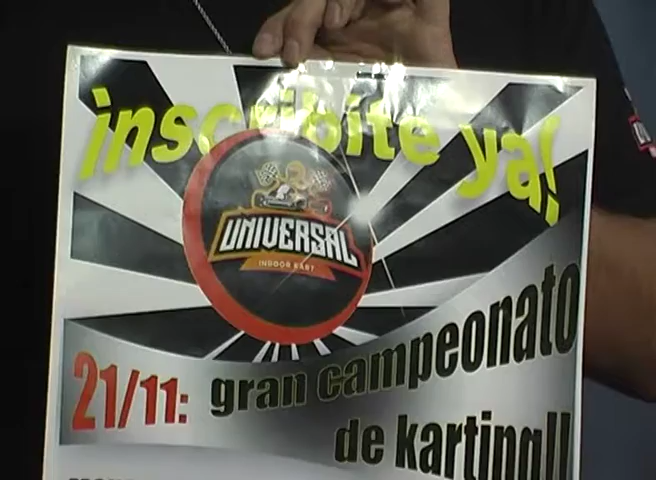 inscribite ya!
UNIVERSAL
INDOOR KART
21/11: gran campeonato
de karting!!